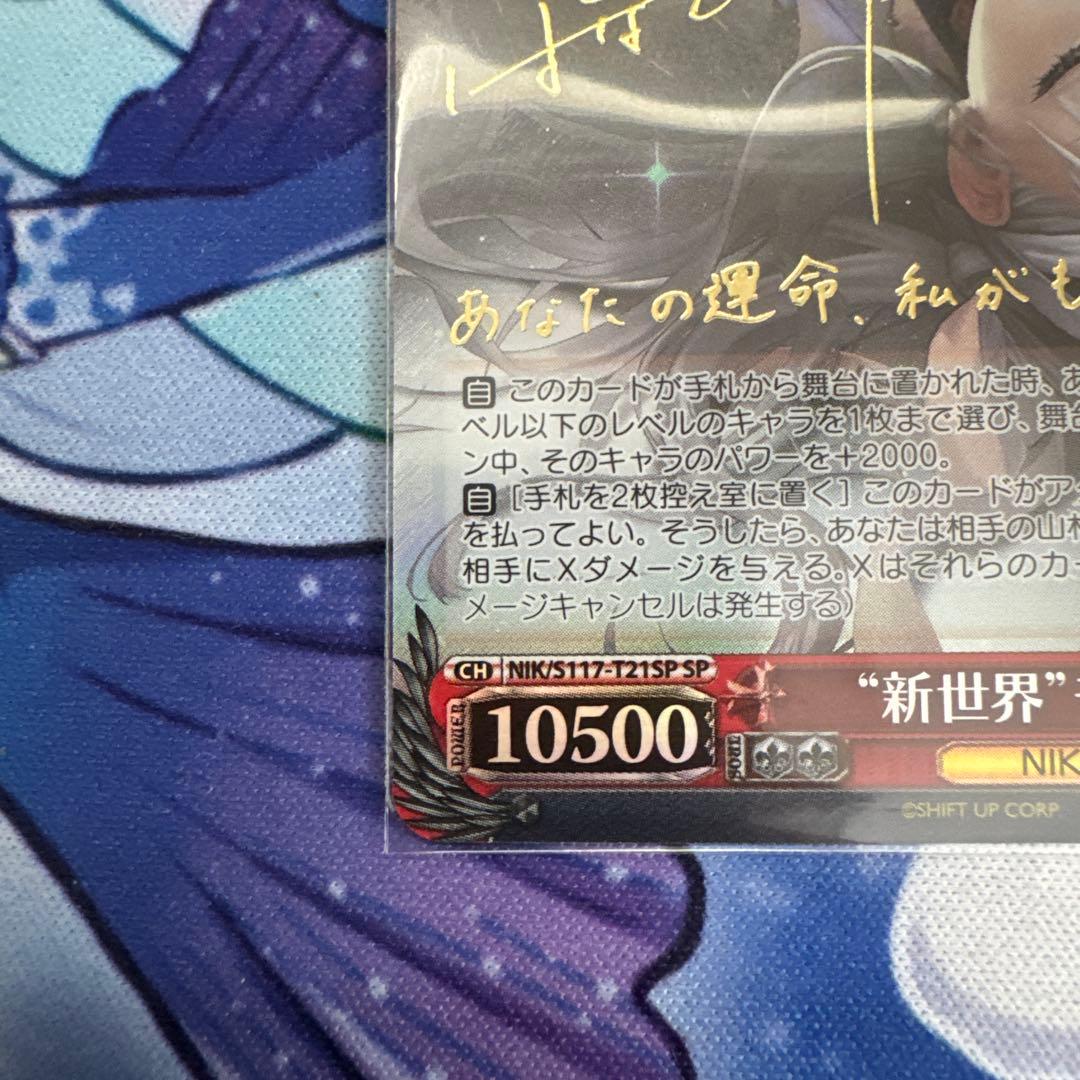 あなたの運命、私がも
自 このカードが手札から舞台に置かれた時、あ
ベル以下のレベルのキャラを1枚まで選び、舞台
ン中、そのキャラのパワーを＋2000。
自 [手札を2枚控え室に置く] このカードがア
を払ってよい。そうしたら、あなたは相手の山札
相手にXダメージを与える。Xはそれらのカー
メージキャンセルは発生する)
CH NIK/S117-T21SP SP
POWER 10500
SOUL
“新世界”
NIK
©SHIFT UP CORP